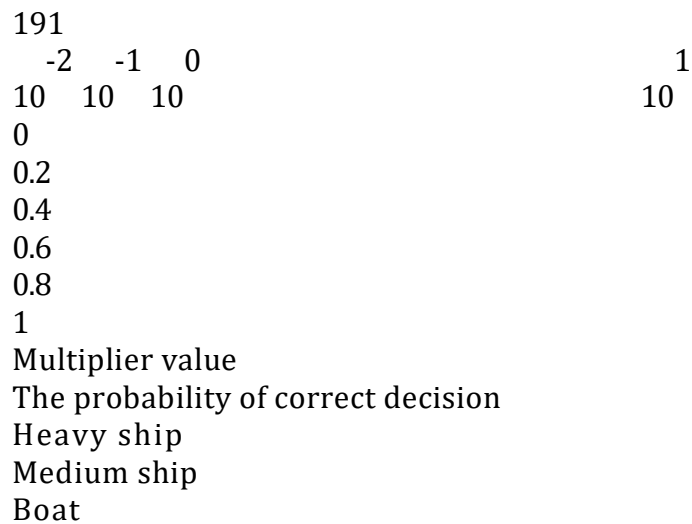 191
-2 -1 0 1
10 10 10 10
0
0.2
0.4
0.6
0.8
1
Multiplier value
The probability of correct decision
Heavy ship
Medium ship
Boat